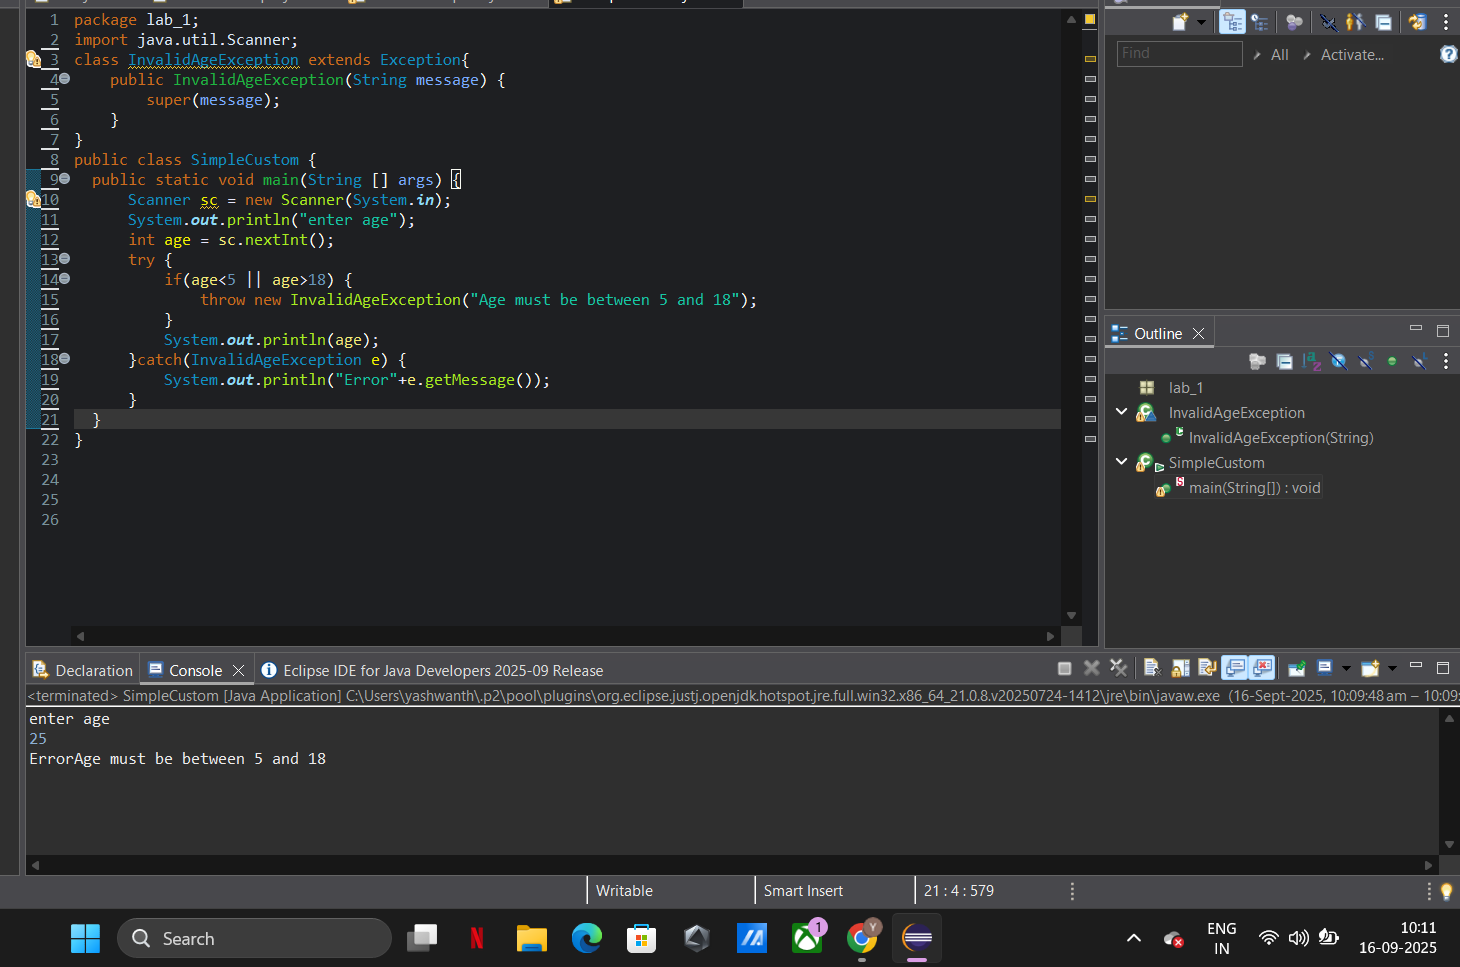 1 package lab_1;
2 import java.util.Scanner;
3 class InvalidAgeException extends Exception{
4     public InvalidAgeException(String message) {
5         super(message);
6     }
7 }
8 public class SimpleCustom {
9   public static void main(String [] args) {
10       Scanner sc = new Scanner(System.in);
11       System.out.println("enter age");
12       int age = sc.nextInt();
13       try {
14           if(age<5 || age>18) {
15               throw new InvalidAgeException("Age must be between 5 and 18");
16           }
17           System.out.println(age);
18       }catch(InvalidAgeException e) {
19           System.out.println("Error"+e.getMessage());
20       }
21   }
22 }
23
24
25
26
Find
All
Activate...
Outline
lab_1
InvalidAgeException
InvalidAgeException(String)
SimpleCustom
main(String[]) : void
Declaration
Console
Eclipse IDE for Java Developers 2025-09 Release
<terminated> SimpleCustom [Java Application] C:\Users\yashwanth\.p2\pool\plugins\org.eclipse.justj.openjdk.hotspot.jre.full.win32.x86_64_21.0.8.v20250724-1412\jre\bin\javaw.exe (16-Sept-2025, 10:09:48 am – 10:09:
enter age
25
ErrorAge must be between 5 and 18
Writable
Smart Insert
21 : 4 : 579
Search
1
Y
ENG
IN
10:11
16-09-2025